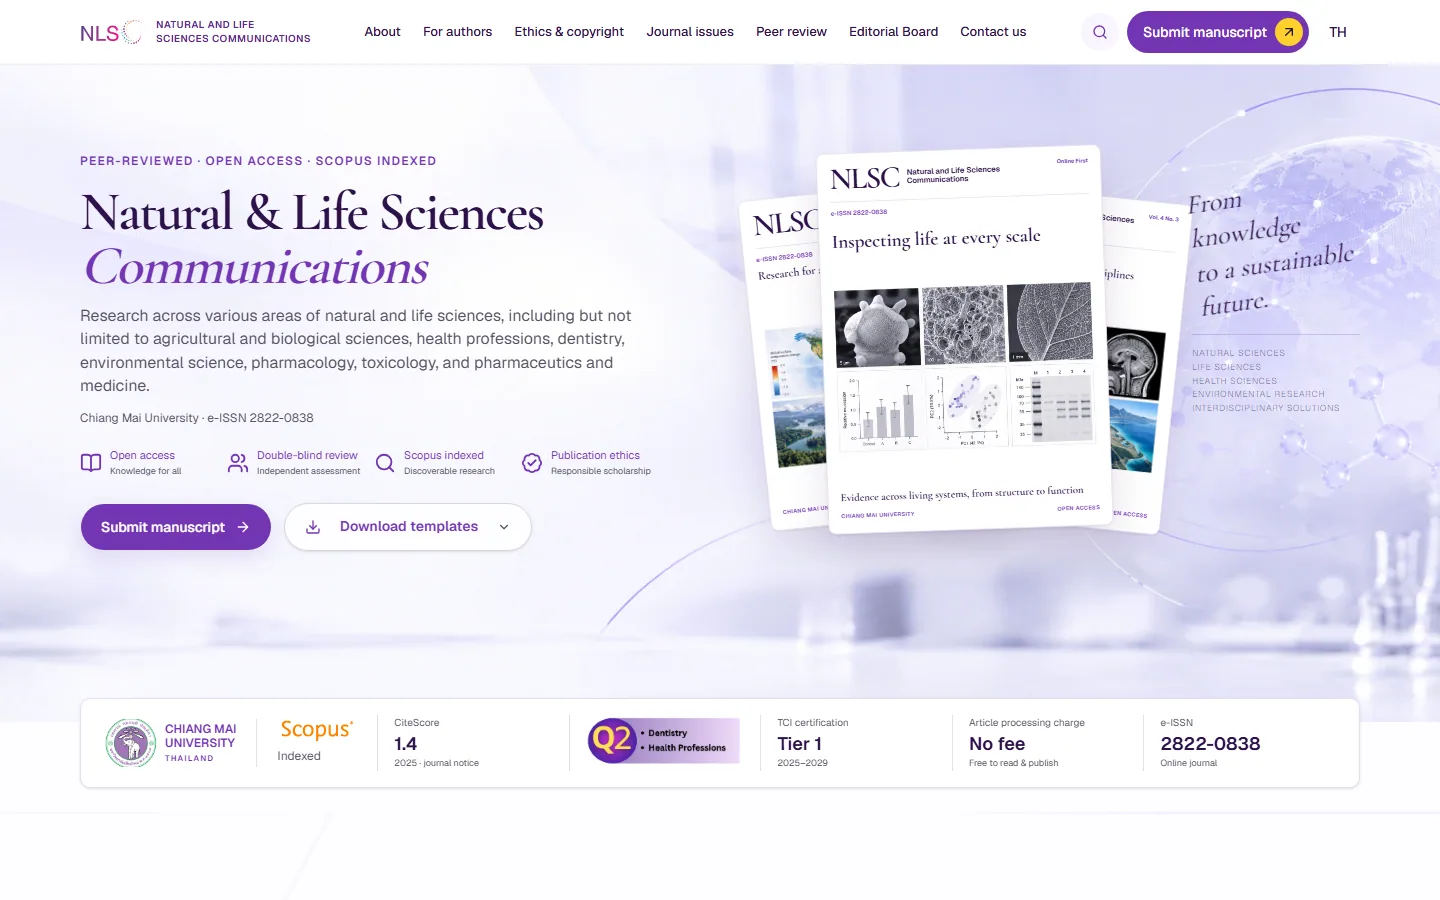 NLSC
NATURAL AND LIFE
SCIENCES COMMUNICATIONS
About
For authors
Ethics & copyright
Journal issues
Peer review
Editorial Board
Contact us
Submit manuscript
TH
PEER-REVIEWED · OPEN ACCESS · SCOPUS INDEXED
Natural & Life Sciences
Communications
Research across various areas of natural and life sciences, including but not
limited to agricultural and biological sciences, health professions, dentistry,
environmental science, pharmacology, toxicology, and pharmaceutics and
medicine.
Chiang Mai University · e-ISSN 2822-0838
Open access
Knowledge for all
Double-blind review
Independent assessment
Scopus indexed
Discoverable research
Publication ethics
Responsible scholarship
Submit manuscript
Download templates
NLSC
e-ISSN 2822-0838
Research for
CHIANG MAI
NLSC
Natural and Life Sciences
Communications
Online First
e-ISSN 2822-0838
Inspecting life at every scale
Evidence across living systems, from structure to function
CHIANG MAI UNIVERSITY
OPEN ACCESS
Sciences
Vol. 4 No. 3
iplines
EN ACCESS
From
knowledge
to a sustainable
future.
NATURAL SCIENCES
LIFE SCIENCES
HEALTH SCIENCES
ENVIRONMENTAL RESEARCH
INTERDISCIPLINARY SOLUTIONS
CHIANG MAI
UNIVERSITY
THAILAND
Scopus
Indexed
CiteScore
1.4
2025 · journal notice
Q2
• Dentistry
• Health Professions
TCI certification
Tier 1
2025–2029
Article processing charge
No fee
Free to read & publish
e-ISSN
2822-0838
Online journal